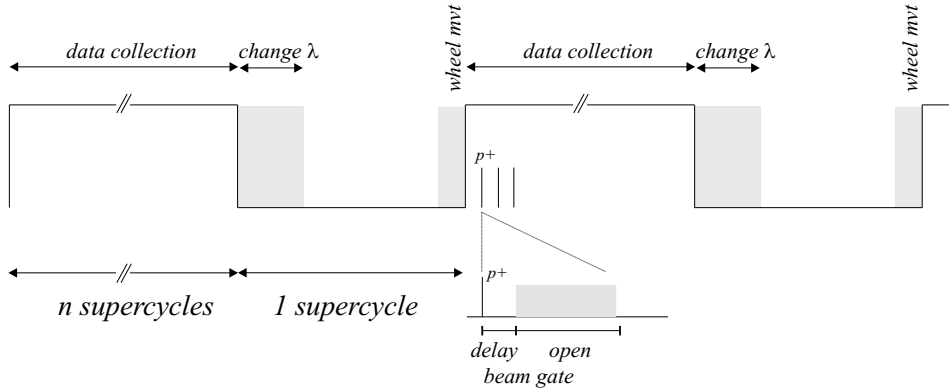 data collection
change λ
wheel mvt
data collection
change λ
wheel mvt
p+
p+
n supercycles
1 supercycle
delay open
beam gate